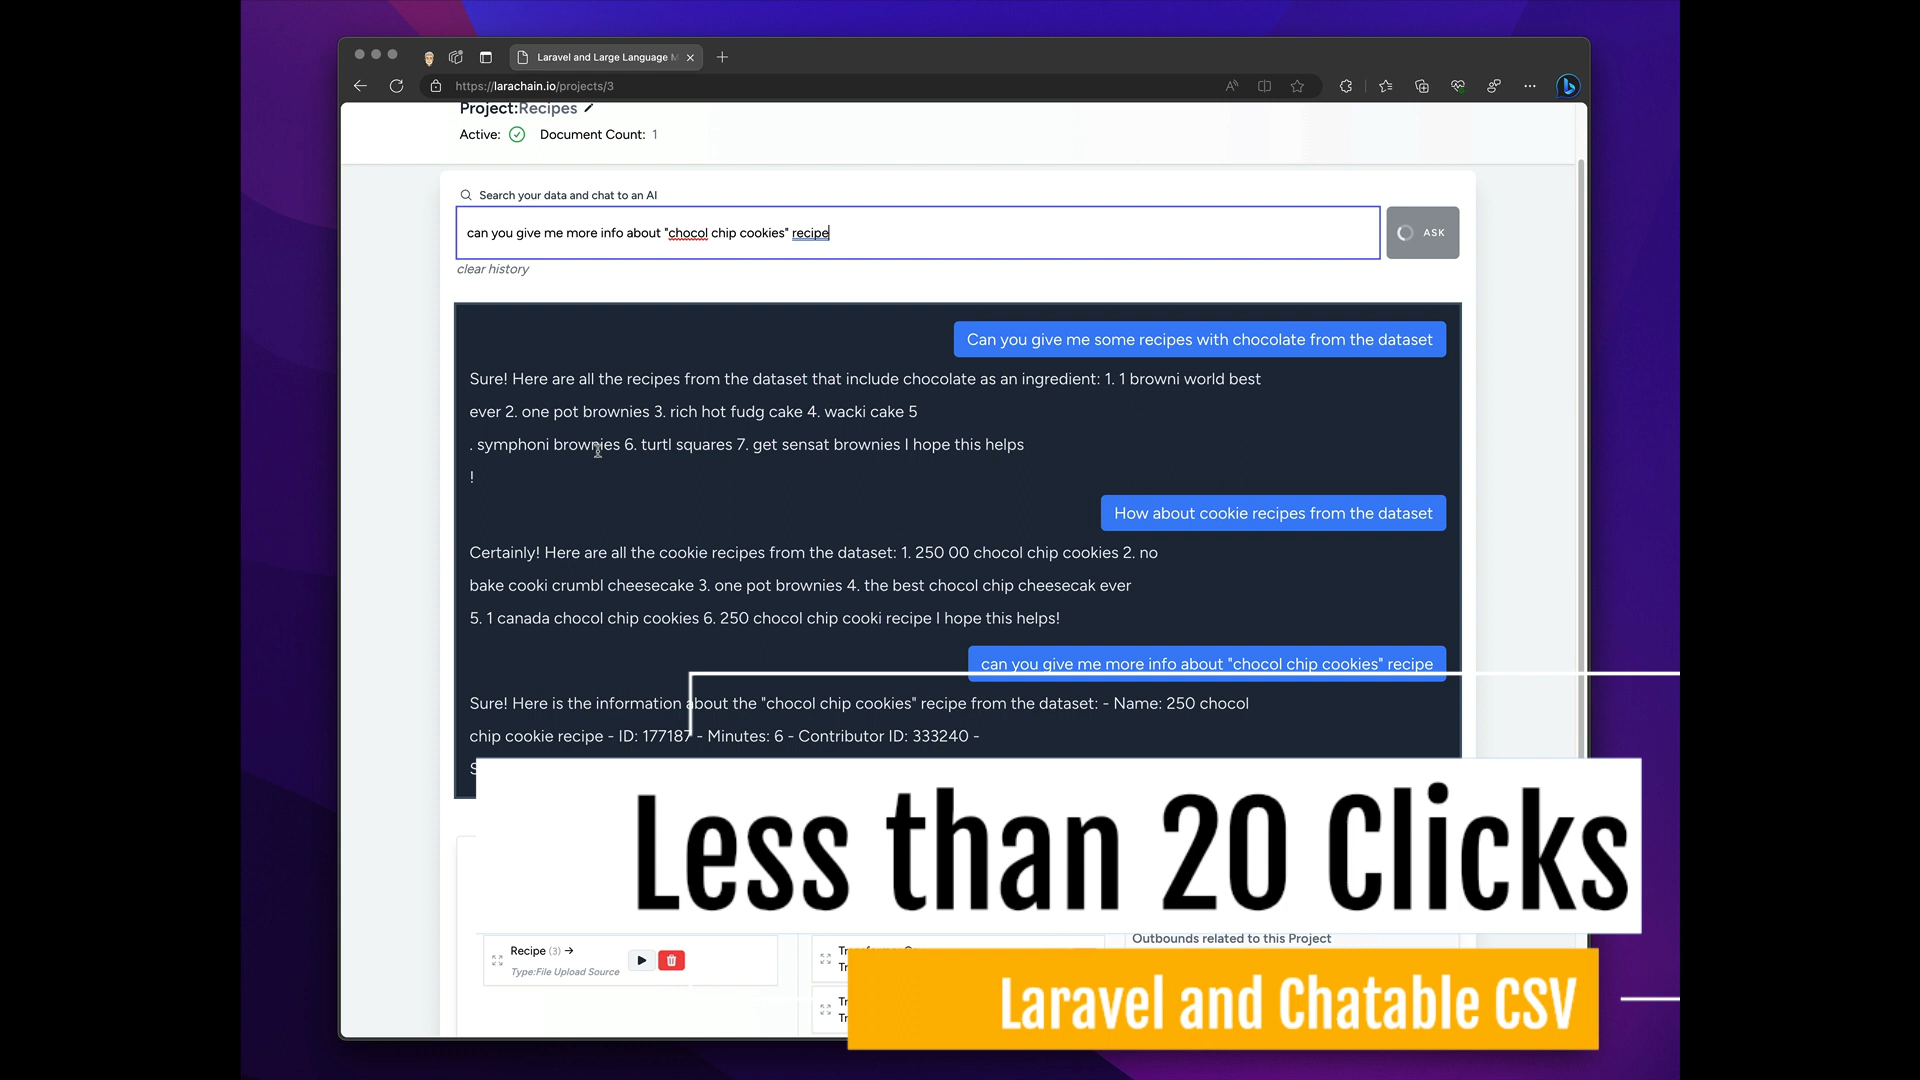 Laravel and Large Language M
https://larachain.io/projects/3
Project:Recipes
Active: Document Count: 1
Search your data and chat to an AI
can you give me more info about "chocol chip cookies" recipe
ASK
clear history
Can you give me some recipes with chocolate from the dataset
Sure! Here are all the recipes from the dataset that include chocolate as an ingredient: 1. 1 browni world best
ever 2. one pot brownies 3. rich hot fudg cake 4. wacki cake 5
. symphoni brownies 6. turtl squares 7. get sensat brownies I hope this helps
!
How about cookie recipes from the dataset
Certainly! Here are all the cookie recipes from the dataset: 1. 250 00 chocol chip cookies 2. no
bake cooki crumbl cheesecake 3. one pot brownies 4. the best chocol chip cheesecak ever
5. 1 canada chocol chip cookies 6. 250 chocol chip cooki recipe I hope this helps!
can you give me more info about "chocol chip cookies" recipe
Sure! Here is the information about the "chocol chip cookies" recipe from the dataset: - Name: 250 chocol
chip cookie recipe - ID: 177187 - Minutes: 6 - Contributor ID: 333240 -
Less than 20 Clicks
Outbounds related to this Project
Recipe (3) →
Type:File Upload Source
Laravel and Chatable CSV